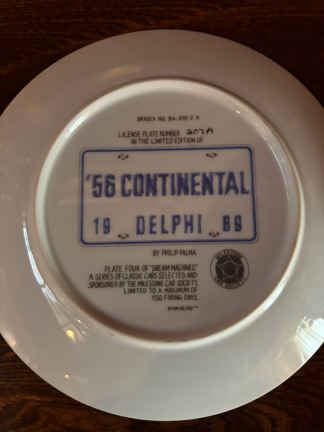 LICENSE PLATE NUMBER
IN THE LIMITED EDITION OF
'56 CONTINENTAL
19 DELPHI 89
BY PHILIP PALMA
PLATE FOUR OF "DREAM MACHINES"
A SERIES OF CLASSIC CARS SELECTED AND
SPONSORED BY THE MILESTONE CAR SOCIETY.
LIMITED TO A MAXIMUM OF
150 FIRING DAYS.